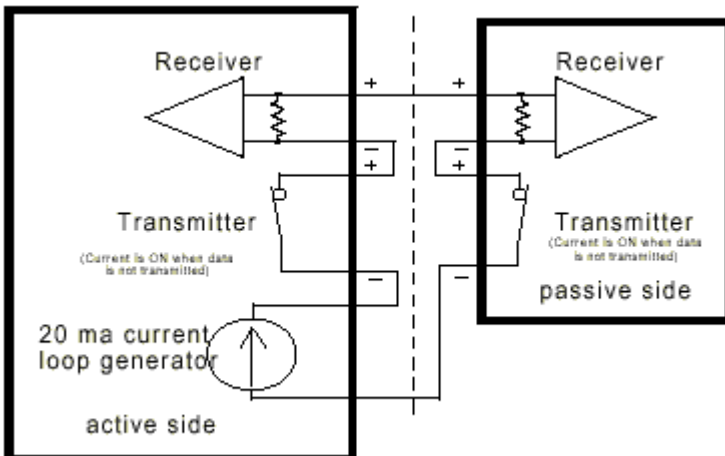 Receiver
Receiver
+
+
−
−
+
+
Transmitter
(Current is ON when data
is not transmitted)
Transmitter
(Current is ON when data
is not transmitted)
−
−
passive side
20 ma current
loop generator
active side